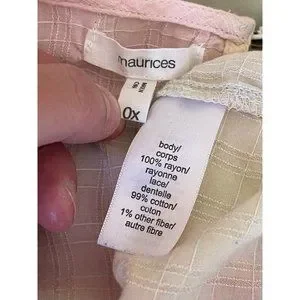 maurices
0x
body/
corps
100% rayon/
rayonne
lace/
dentelle
99% cotton/
coton
1% other fiber/
autre fibre